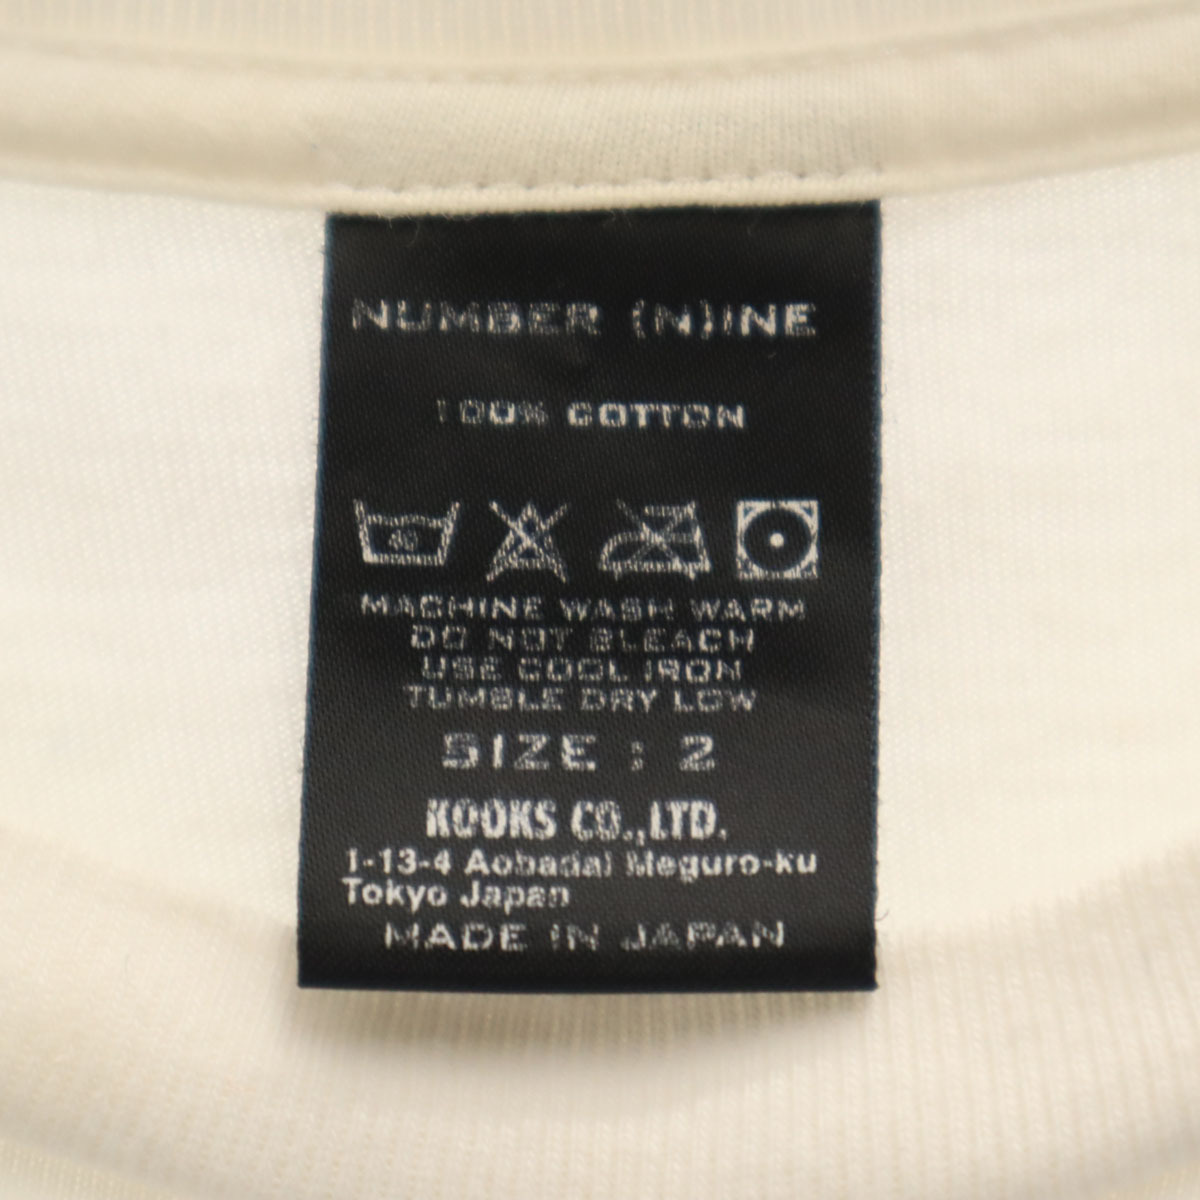 NUMBER (N)INE
100% COTTON
40
MACHINE WASH WARM
DO NOT BLEACH
USE COOL IRON
TUMBLE DRY LOW
SIZE : 2
KOOKS CO.,LTD.
1-13-4 Aobadai Meguro-ku
Tokyo Japan
MADE IN JAPAN